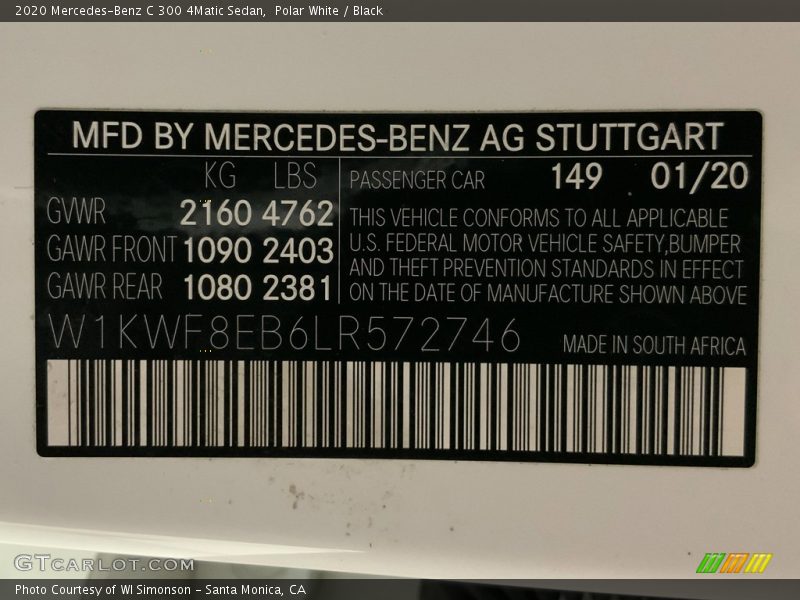 2020 Mercedes-Benz C 300 4Matic Sedan,  Polar White / Black
MFD BY MERCEDES-BENZ AG STUTTGART
KG LBS
GVWR 2160 4762
GAWR FRONT 1090 2403
GAWR REAR 1080 2381
PASSENGER CAR 149 01/20
THIS VEHICLE CONFORMS TO ALL APPLICABLE
U.S. FEDERAL MOTOR VEHICLE SAFETY,BUMPER
AND THEFT PREVENTION STANDARDS IN EFFECT
ON THE DATE OF MANUFACTURE SHOWN ABOVE
W1KWF8EB6LR572746
MADE IN SOUTH AFRICA
GTcarlot.com
Photo Courtesy of WI Simonson - Santa Monica, CA